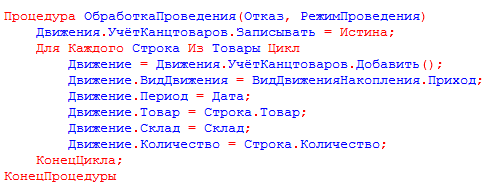 Процедура ОбработкаПроведения(Отказ, РежимПроведения)
Движения.УчётКанцтоваров.Записывать = Истина;
Для Каждого Строка Из Товары Цикл
Движение = Движения.УчётКанцтоваров.Добавить();
Движение.ВидДвижения = ВидДвиженияНакопления.Приход;
Движение.Период = Дата;
Движение.Товар = Строка.Товар;
Движение.Склад = Склад;
Движение.Количество = Строка.Количество;
КонецЦикла;
КонецПроцедуры